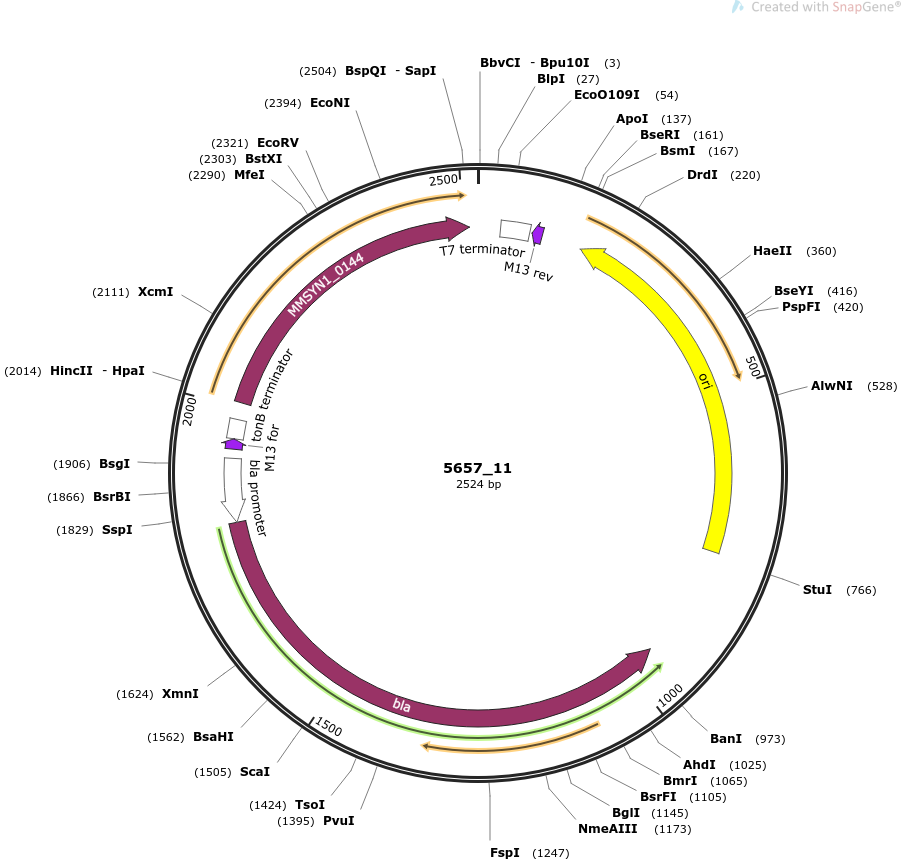 Created with SnapGene®
BbvCI - Bpu10I (3)
BlpI (27)
EcoO109I (54)
ApoI (137)
BseRI (161)
BsmI (167)
DrdI (220)
HaeII (360)
BseYI (416)
PspFI (420)
AlwNI (528)
StuI (766)
BanI (973)
AhdI (1025)
BmrI (1065)
BsrFI (1105)
BglI (1145)
NmeAIII (1173)
FspI (1247)
(1395) PvuI
(1424) TsoI
(1505) ScaI
(1562) BsaHI
(1624) XmnI
(1829) SspI
(1866) BsrBI
(1906) BsgI
(2014) HincII - HpaI
(2111) XcmI
(2290) MfeI
(2303) BstXI
(2321) EcoRV
(2394) EcoNI
(2504) BspQI - SapI
500
1000
1500
2000
2500
T7 terminator
M13 rev
ori
bla
bla promoter
M13 for
tonB terminator
MMSYN1_0144
5657_11
2524 bp